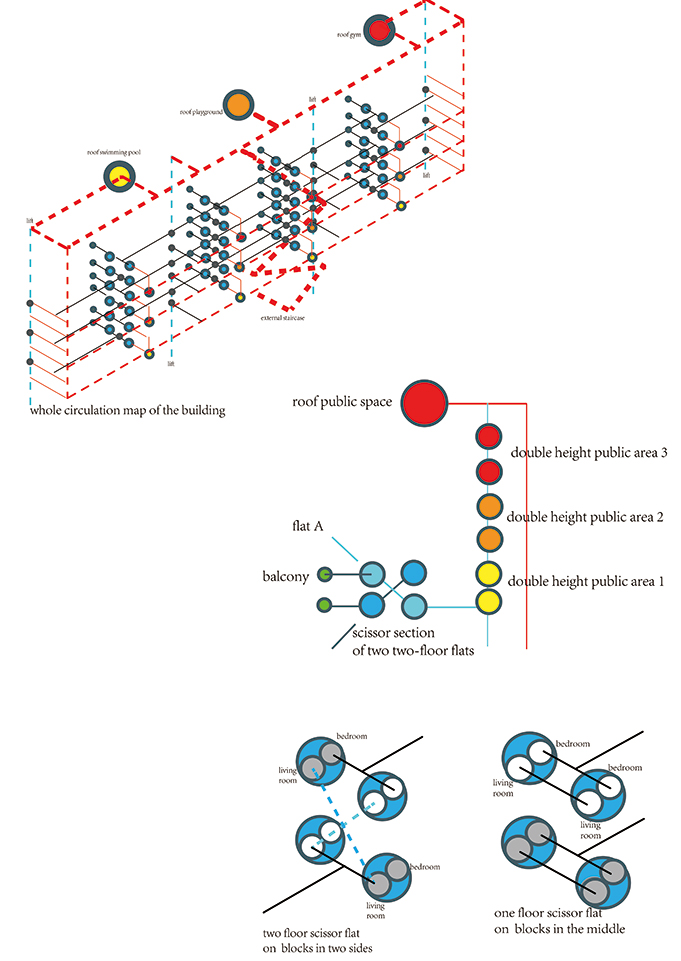 roof gym
lift
roof playground
lift
roof swimming pool
lift
lift
external staircase
lift
whole circulation map of the building
roof public space
double height public area 3
double height public area 2
flat A
balcony
double height public area 1
scissor section
of two two-floor flats
bedroom
living
room
bedroom
living
room
two floor scissor flat
on blocks in two sides
bedroom
bedroom
living
room
living
room
one floor scissor flat
on blocks in the middle